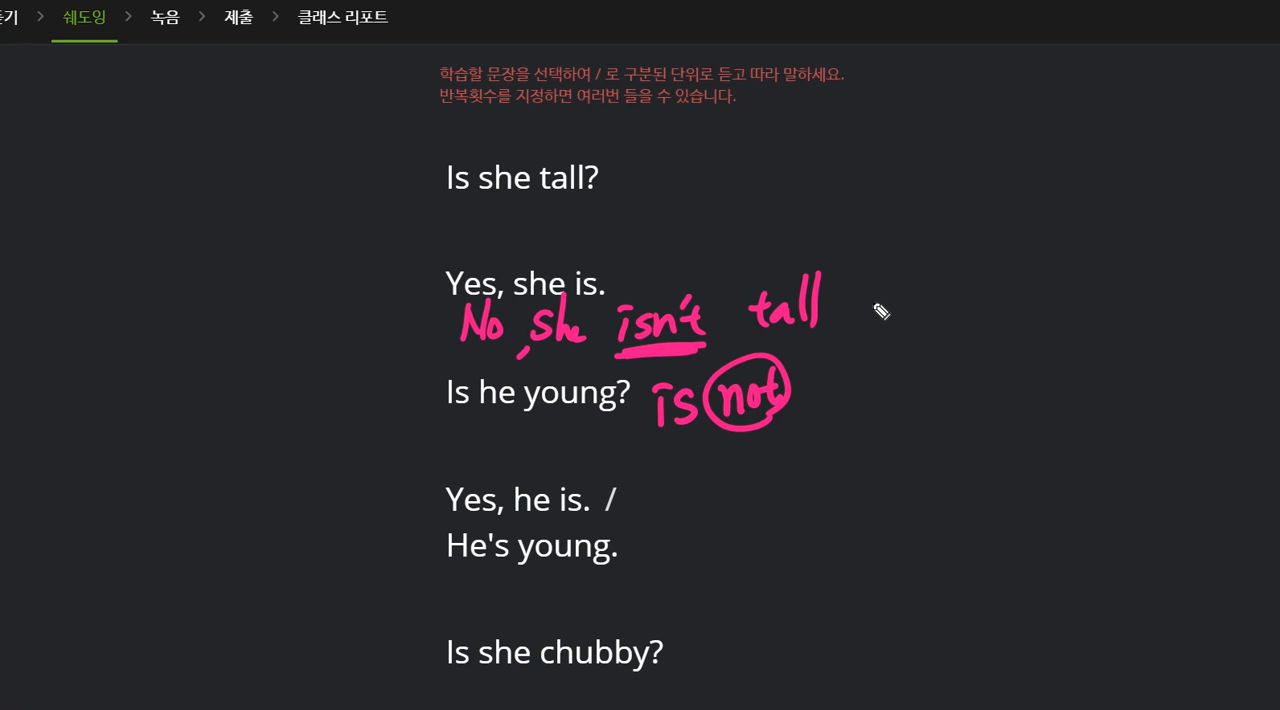 기 > 쉐도잉 > 녹음 > 제출 > 클래스 리포트
학습할 문장을 선택하여 / 로 구분된 단위로 듣고 따라 말하세요.
반복횟수를 지정하면 여러번 들을 수 있습니다.
Is she tall?
Yes, she is.
No, she isn't tall
Is he young? is not
Yes, he is. /
He's young.
Is she chubby?